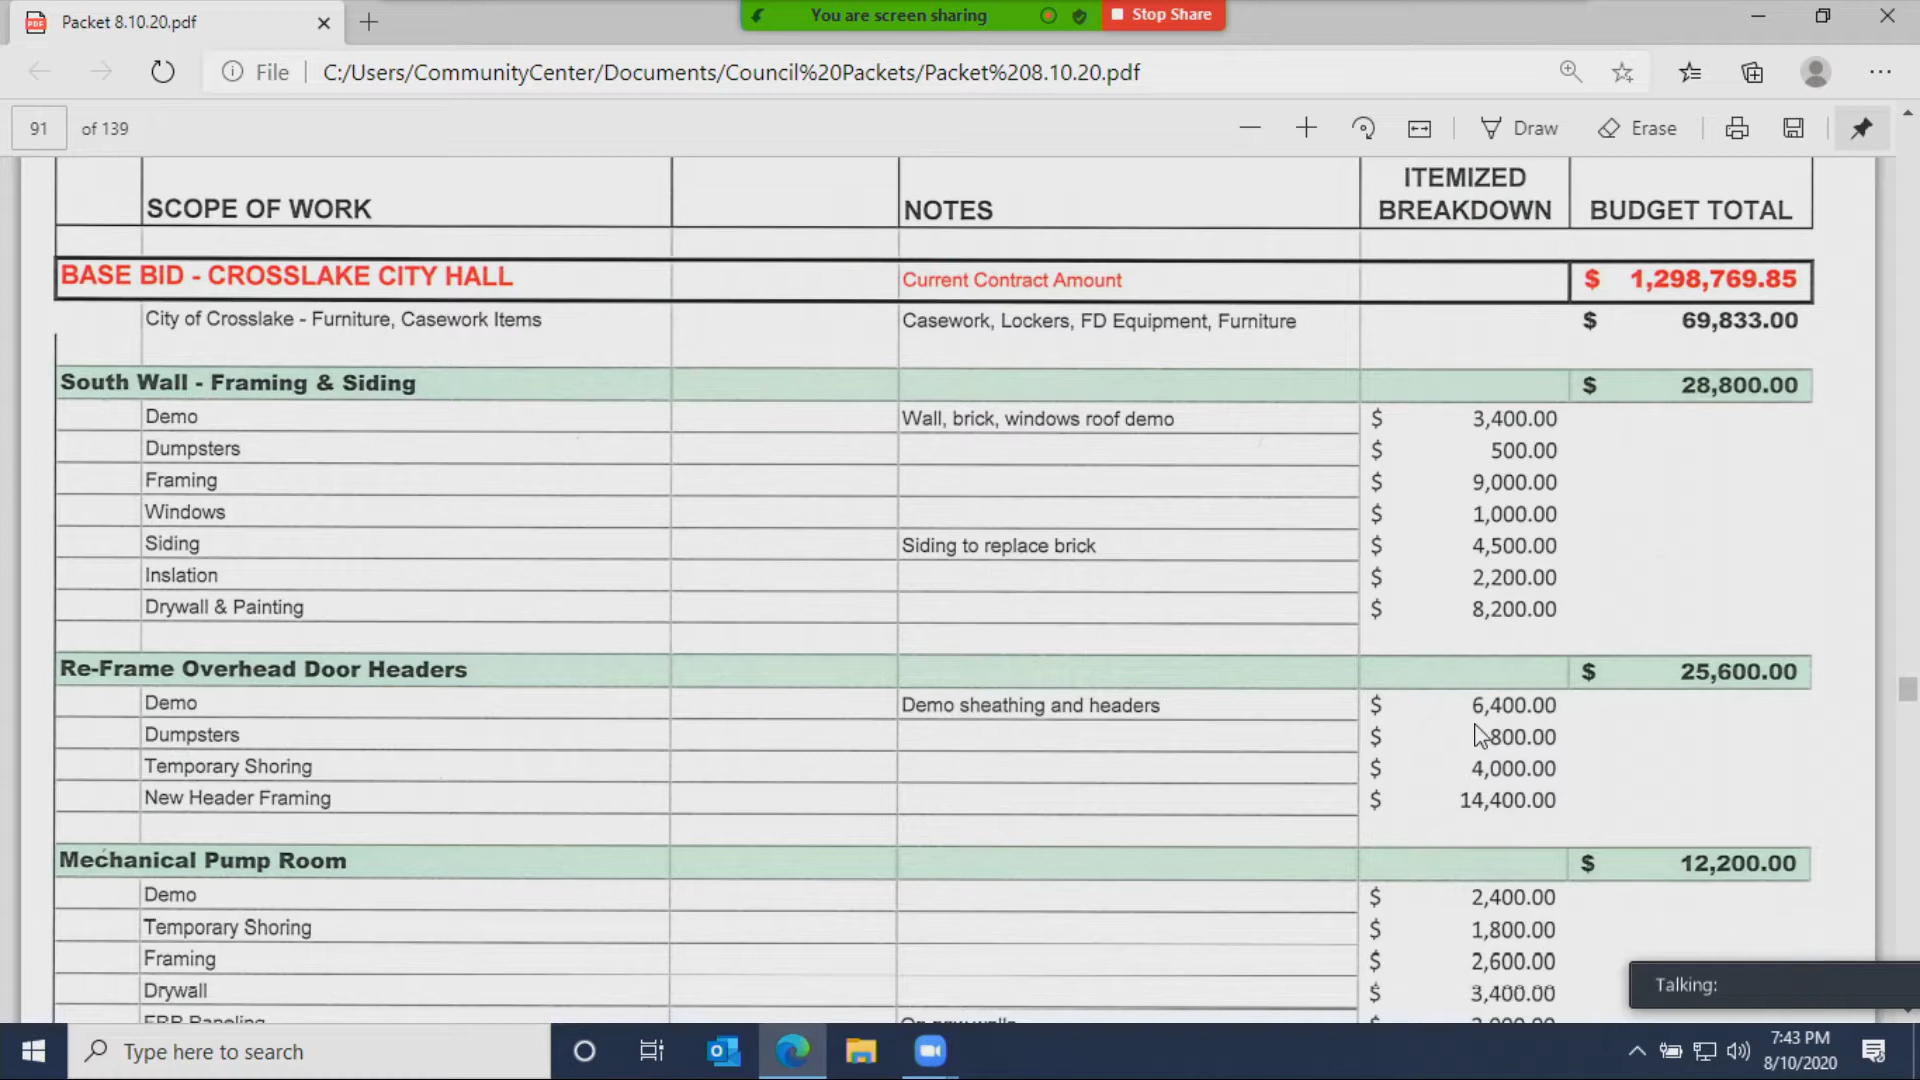 Packet 8.10.20.pdf
You are screen sharing
Stop Share
File C:/Users/CommunityCenter/Documents/Council%20Packets/Packet%208.10.20.pdf
91 of 139
Draw
Erase
SCOPE OF WORK NOTES ITEMIZED BREAKDOWN BUDGET TOTAL
BASE BID - CROSSLAKE CITY HALL Current Contract Amount $ 1,298,769.85
City of Crosslake - Furniture, Casework Items Casework, Lockers, FD Equipment, Furniture $ 69,833.00
South Wall - Framing & Siding $ 28,800.00
Demo Wall, brick, windows roof demo $ 3,400.00
Dumpsters $ 500.00
Framing $ 9,000.00
Windows $ 1,000.00
Siding Siding to replace brick $ 4,500.00
Inslation $ 2,200.00
Drywall & Painting $ 8,200.00
Re-Frame Overhead Door Headers $ 25,600.00
Demo Demo sheathing and headers $ 6,400.00
Dumpsters $ 800.00
Temporary Shoring $ 4,000.00
New Header Framing $ 14,400.00
Mechanical Pump Room $ 12,200.00
Demo $ 2,400.00
Temporary Shoring $ 1,800.00
Framing $ 2,600.00
Drywall $ 3,400.00
Talking:
Type here to search
7:43 PM
8/10/2020